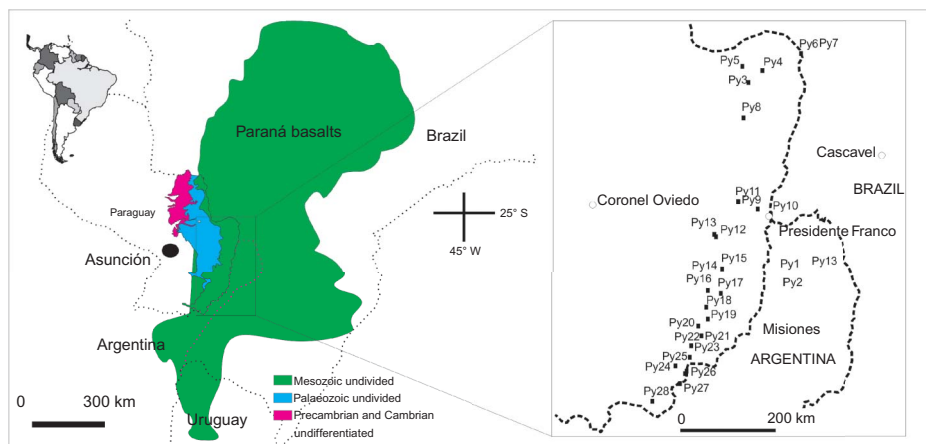 Paraná basalts
Brazil
Paraguay
25° S
45° W
Asunción
Argentina
Mesozoic undivided
Palaeozoic undivided
Precambrian and Cambrian
undifferentiated
0 300 km
Uruguay
Py6Py7
Py5 Py4
Py3
Py8
Cascavel
BRAZIL
Coronel Oviedo
Py11
Py9
Py10
Presidente Franco
Py13
Py12
Py1 Py13
Py2
Py15
Py14
Py16
Py17
Py18
Py19
Py20
Py21
Py22
Py23
Py25
Py24
Py26
Py27
Py28
Misiones
ARGENTINA
0 200 km